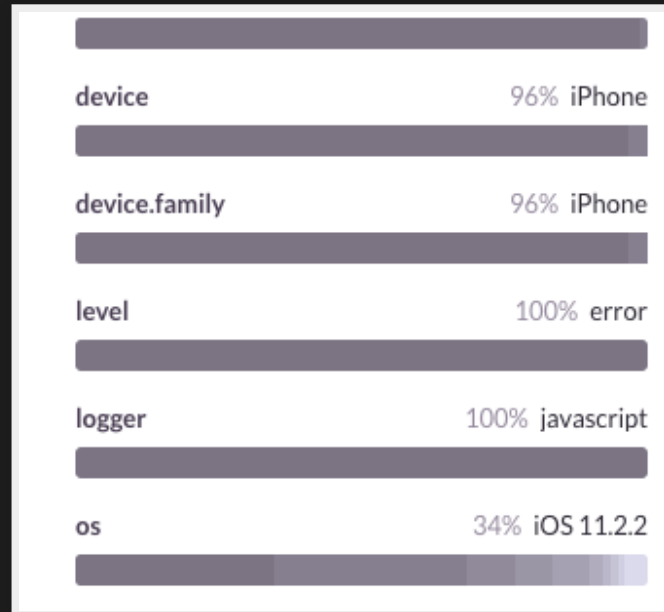 device 96% iPhone
device.family 96% iPhone
level 100% error
logger 100% javascript
os 34% iOS 11.2.2